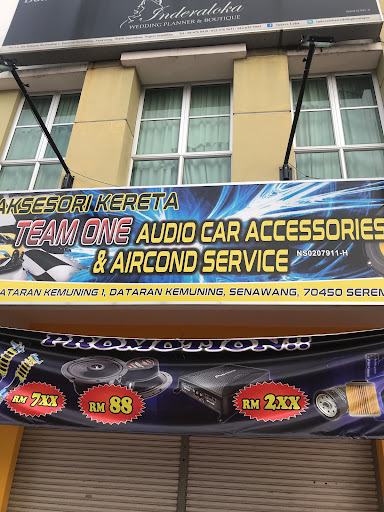 Inderaloka
WEDDING PLANNER & BOUTIQUE
AKSESORI KERETA
TEAM ONE AUDIO CAR ACCESSORIES
& AIRCOND SERVICE
NS0207911-H
DATARAN KEMUNING 1, DATARAN KEMUNING, SENAWANG, 70450 SEREM
PROMOTION!!
RM 7XX
RM 88
RM 2XX